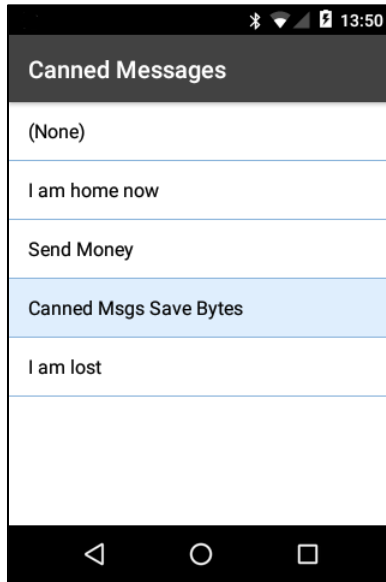 13:50
Canned Messages
(None)
I am home now
Send Money
Canned Msgs Save Bytes
I am lost